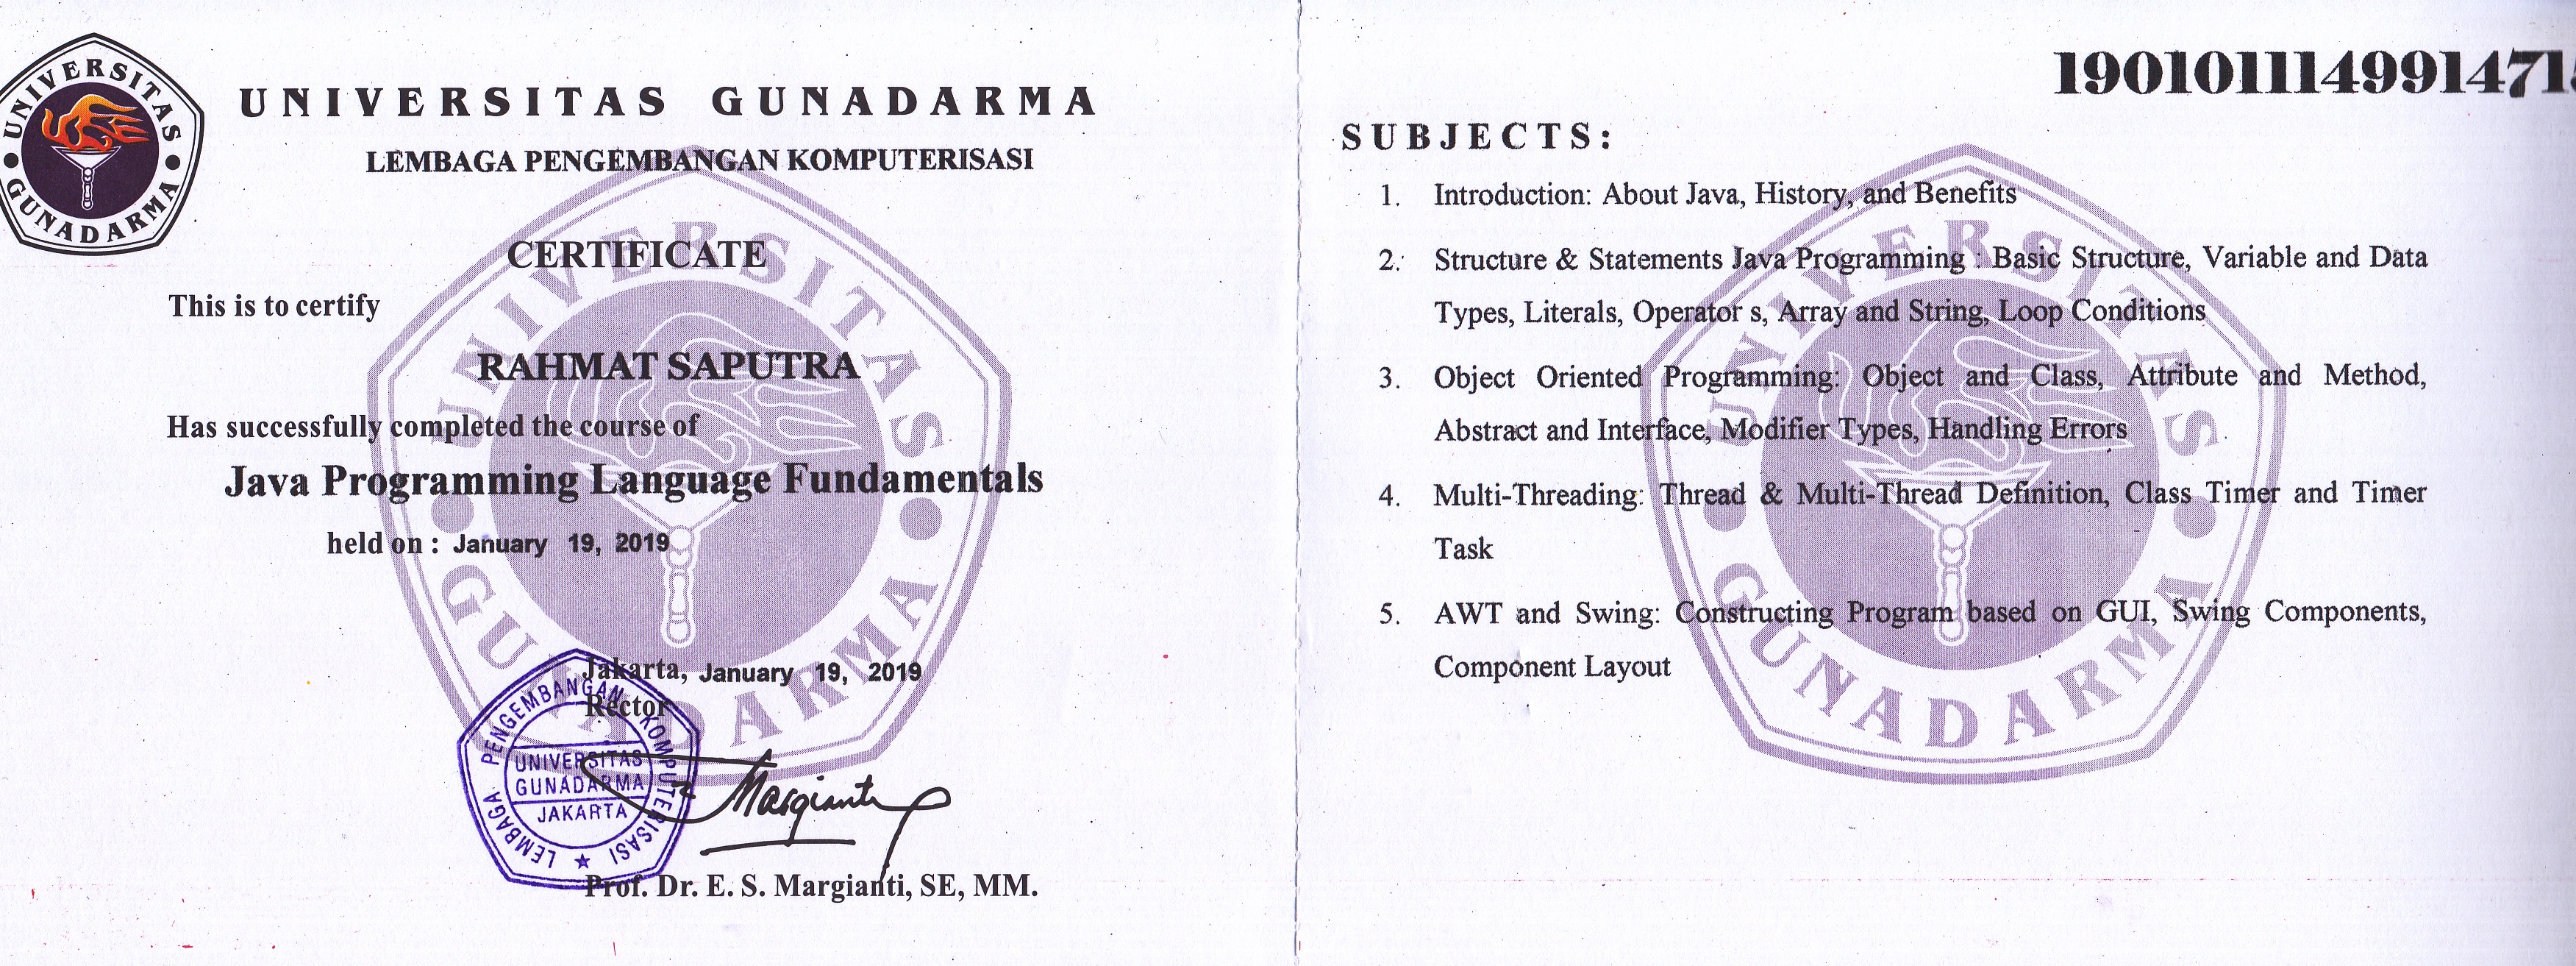 UNIVERSITAS GUNADARMA
UNIVERSITAS GUNADARMA
LEMBAGA PENGEMBANGAN KOMPUTERISASI
CERTIFICATE
This is to certify
RAHMAT SAPUTRA
Has successfully completed the course of
Java Programming Language Fundamentals
held on : January 19, 2019
Jakarta, January 19, 2019
Rector
LEMBAGA PENGEMBANGAN KOMPUTERISASI
UNIVERSITAS
GUNADARMA
JAKARTA
Margianti
Prof. Dr. E. S. Margianti, SE, MM.
UNIVERSITAS GUNADARMA
1901011149914715
SUBJECTS:
1. Introduction: About Java, History, and Benefits
2. Structure & Statements Java Programming : Basic Structure, Variable and Data
Types, Literals, Operator s, Array and String, Loop Conditions
3. Object Oriented Programming: Object and Class, Attribute and Method,
Abstract and Interface, Modifier Types, Handling Errors
4. Multi-Threading: Thread & Multi-Thread Definition, Class Timer and Timer
Task
5. AWT and Swing: Constructing Program based on GUI, Swing Components,
Component Layout
UNIVERSITAS GUNADARMA